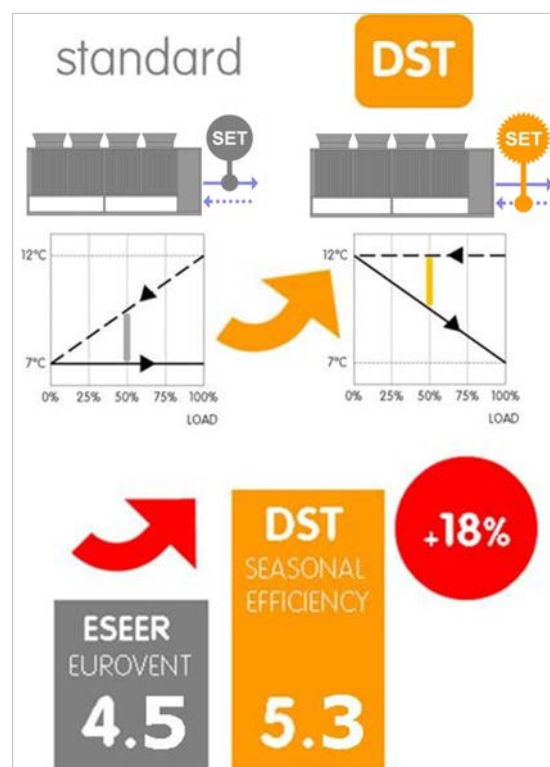 standard
DST
SET
SET
12°C
7°C
0% 25% 50% 75% 100%
LOAD
12°C
7°C
0% 25% 50% 75% 100%
LOAD
+18%
DST
SEASONAL
EFFICIENCY
5.3
ESEER
EUROVENT
4.5